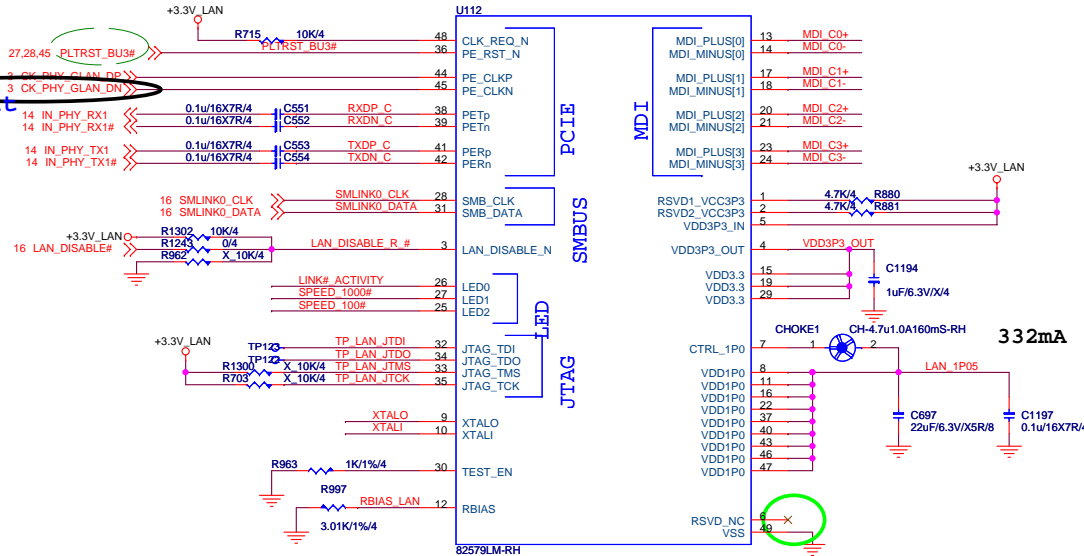 +3.3V_LAN
U112
R715 10K/4 48 CLK_REQ_N MDI_PLUS[0] 13 MDI_C0+
27,28,45 PLTRST_BU3# PLTRST_BU3# 36 PE_RST_N MDI_MINUS[0] 14 MDI_C0-
3 CK_PHY_GLAN_DP 44 PE_CLKP MDI_PLUS[1] 17 MDI_C1+
3 CK_PHY_GLAN_DN 45 PE_CLKN MDI_MINUS[1] 18 MDI_C1-
14 IN_PHY_RX1 0.1u/16X7R/4 C551 RXDP_C 38 PETp MDI_PLUS[2] 20 MDI_C2+
14 IN_PHY_RX1# 0.1u/16X7R/4 C552 RXDN_C 39 PETn MDI_MINUS[2] 21 MDI_C2-
14 IN_PHY_TX1 0.1u/16X7R/4 C553 TXDP_C 41 PERp MDI_PLUS[3] 23 MDI_C3+
14 IN_PHY_TX1# 0.1u/16X7R/4 C554 TXDN_C 42 PERn MDI_MINUS[3] 24 MDI_C3-
PCIE
MDI
+3.3V_LAN
16 SMLINK0_CLK SMLINK0_CLK 28 SMB_CLK RSVD1_VCC3P3 1 4.7K/4 R880
16 SMLINK0_DATA SMLINK0_DATA 31 SMB_DATA RSVD2_VCC3P3 2 4.7K/4 R881
VDD3P3_IN 5
SMBUS
+3.3V_LAN R1302 10K/4
16 LAN_DISABLE# R1243 0/4 LAN_DISABLE_R_# 3 LAN_DISABLE_N VDD3P3_OUT 4 VDD3P3_OUT
R962 X_10K/4
VDD3.3 15
VDD3.3 19
VDD3.3 29
C1194
1uF/6.3V/X/4
LINK#_ACTIVITY 26 LED0
SPEED_1000# 27 LED1
SPEED_100# 25 LED2
LED
CHOKE1 CH-4.7u1.0A160mS-RH
332mA
+3.3V_LAN
TP123 TP_LAN_JTDI 32 JTAG_TDI CTRL_1P0 7 1 2
TP122 TP_LAN_JTDO 34 JTAG_TDO
R1300 X_10K/4 TP_LAN_JTMS 33 JTAG_TMS VDD1P0 8 LAN_1P05
R703 X_10K/4 TP_LAN_JTCK 35 JTAG_TCK VDD1P0 11
JTAG
VDD1P0 16
VDD1P0 22
XTALO 9 XTALO VDD1P0 37
XTALI 10 XTALI VDD1P0 40
VDD1P0 43
VDD1P0 46
VDD1P0 47
C697
22uF/6.3V/X5R/8
C1197
0.1u/16X7R/4
R963 1K/1%/4 30 TEST_EN
R997 RBIAS_LAN 12 RBIAS
3.01K/1%/4
RSVD_NC 6
VSS 49
82579LM-RH